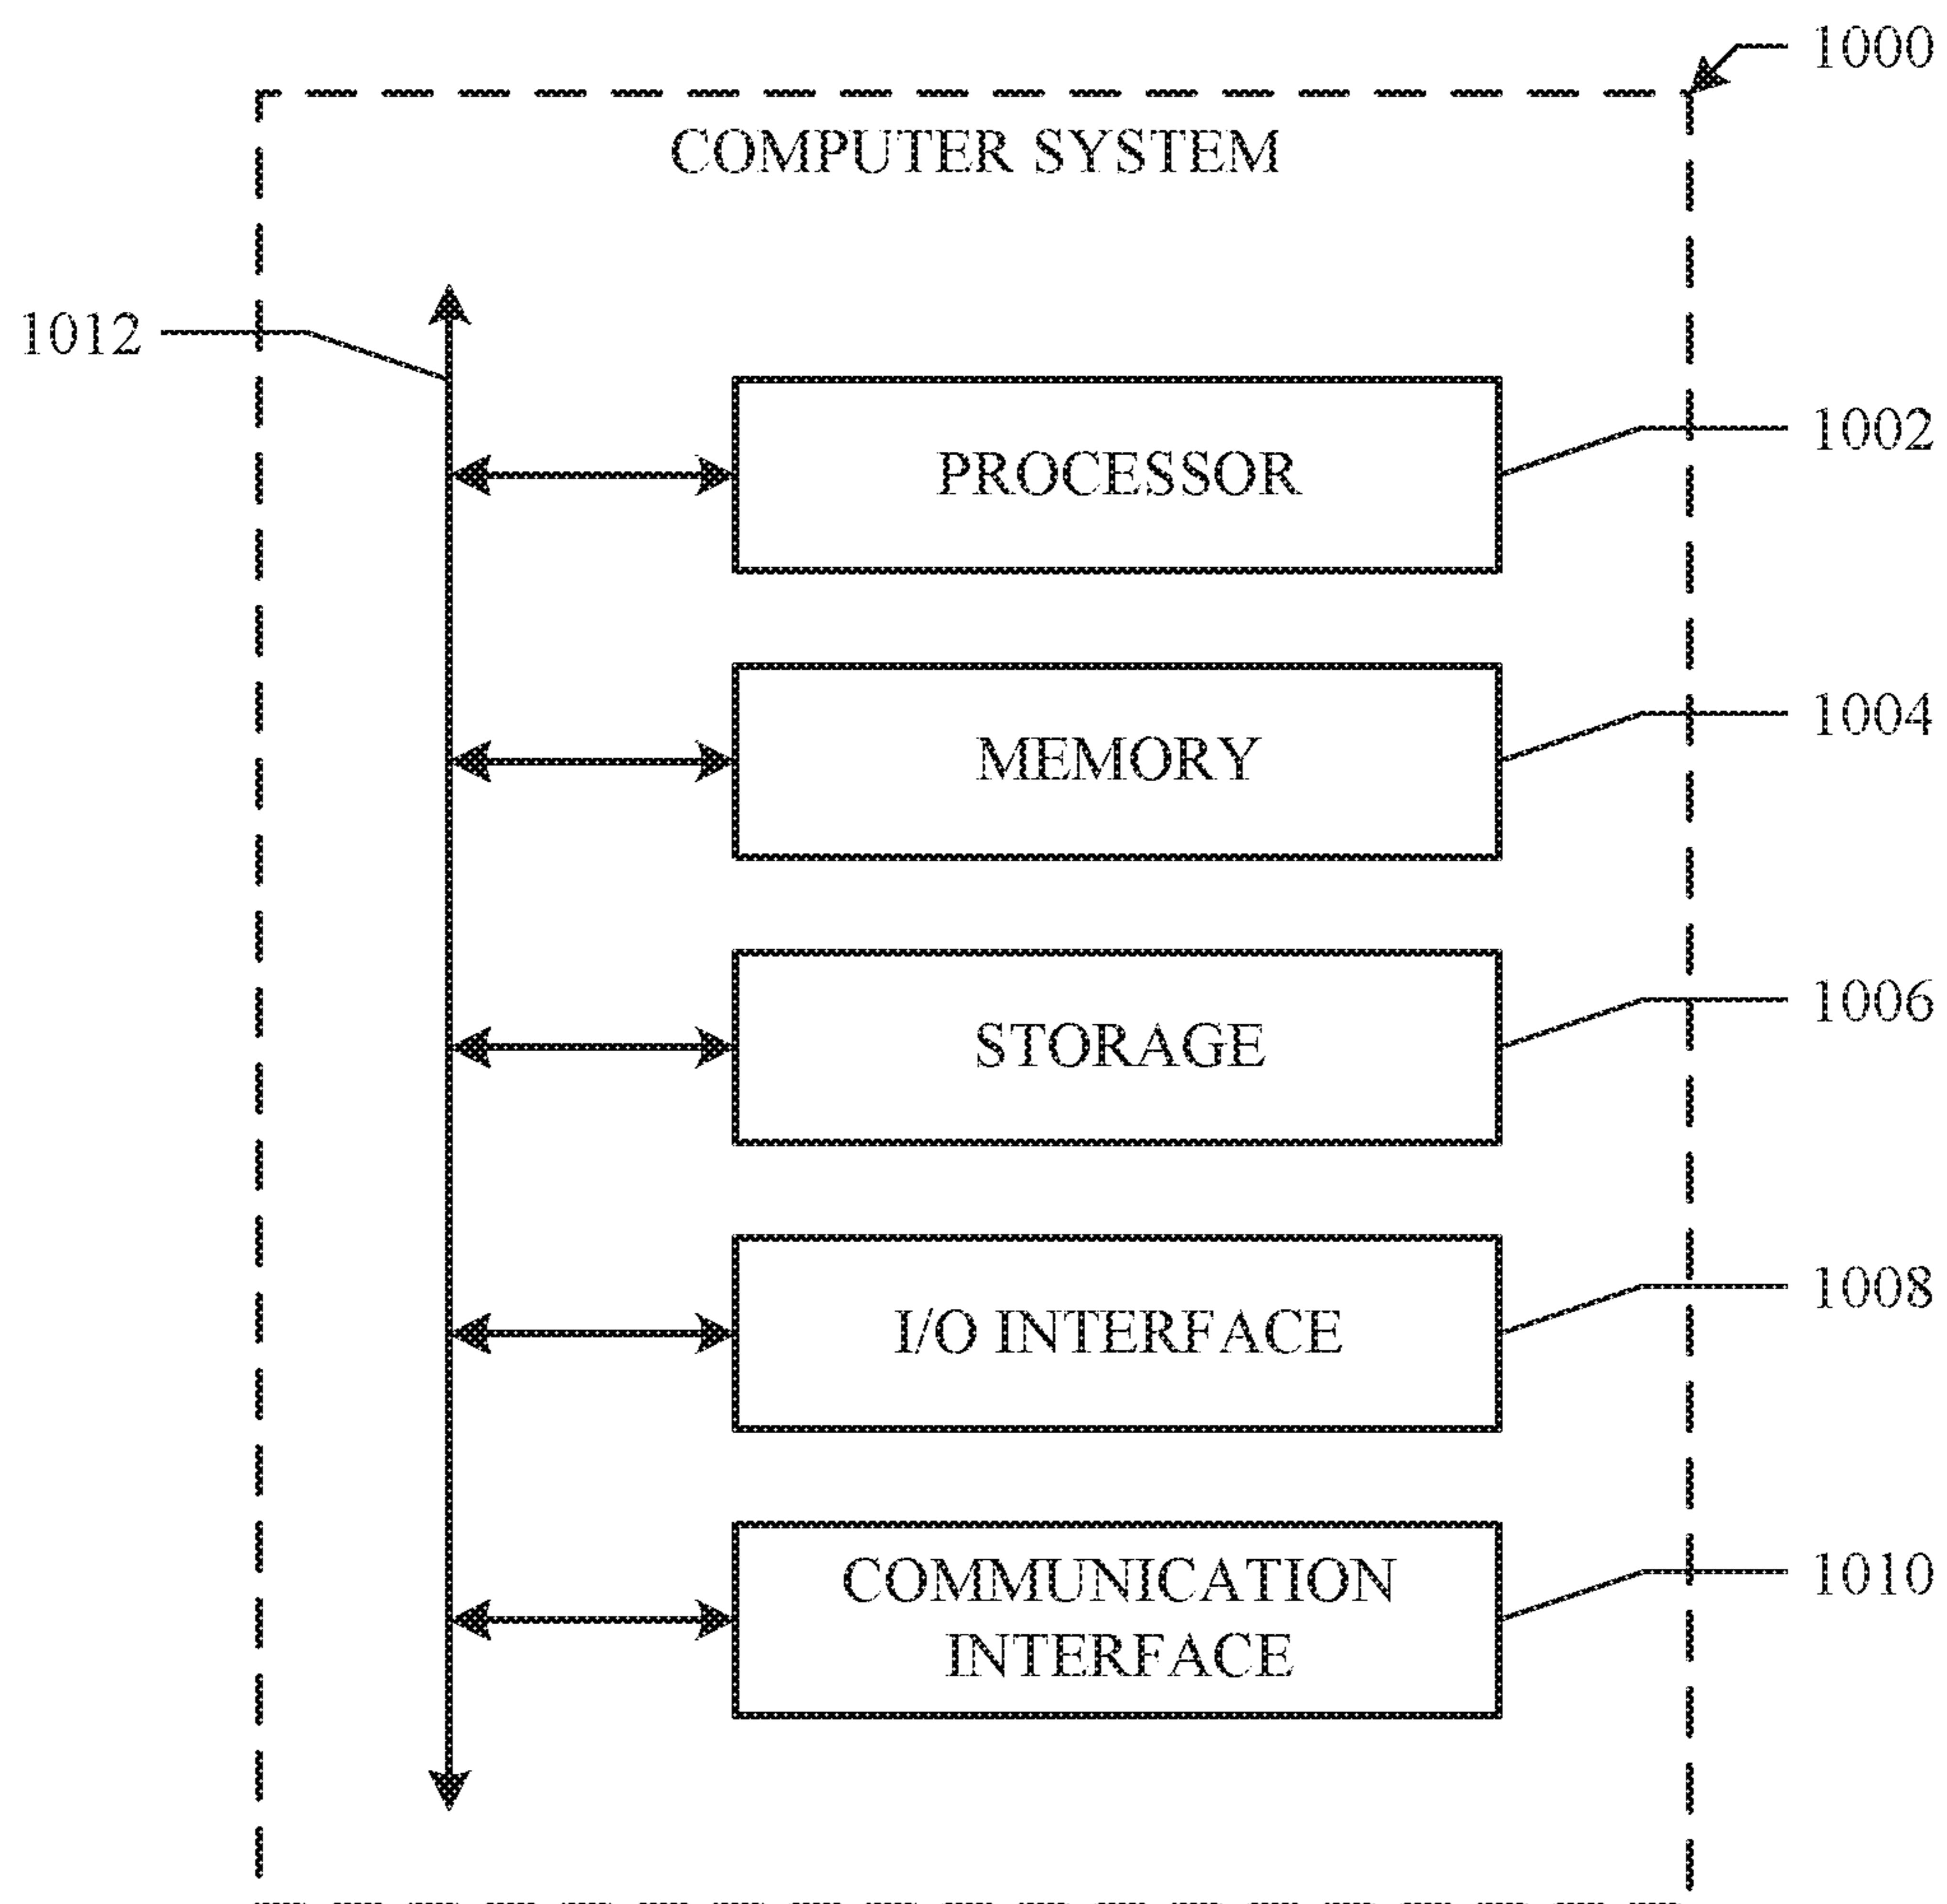 1000
COMPUTER SYSTEM
1012
1002
PROCESSOR
1004
MEMORY
1006
STORAGE
1008
I/O INTERFACE
1010
COMMUNICATION
INTERFACE